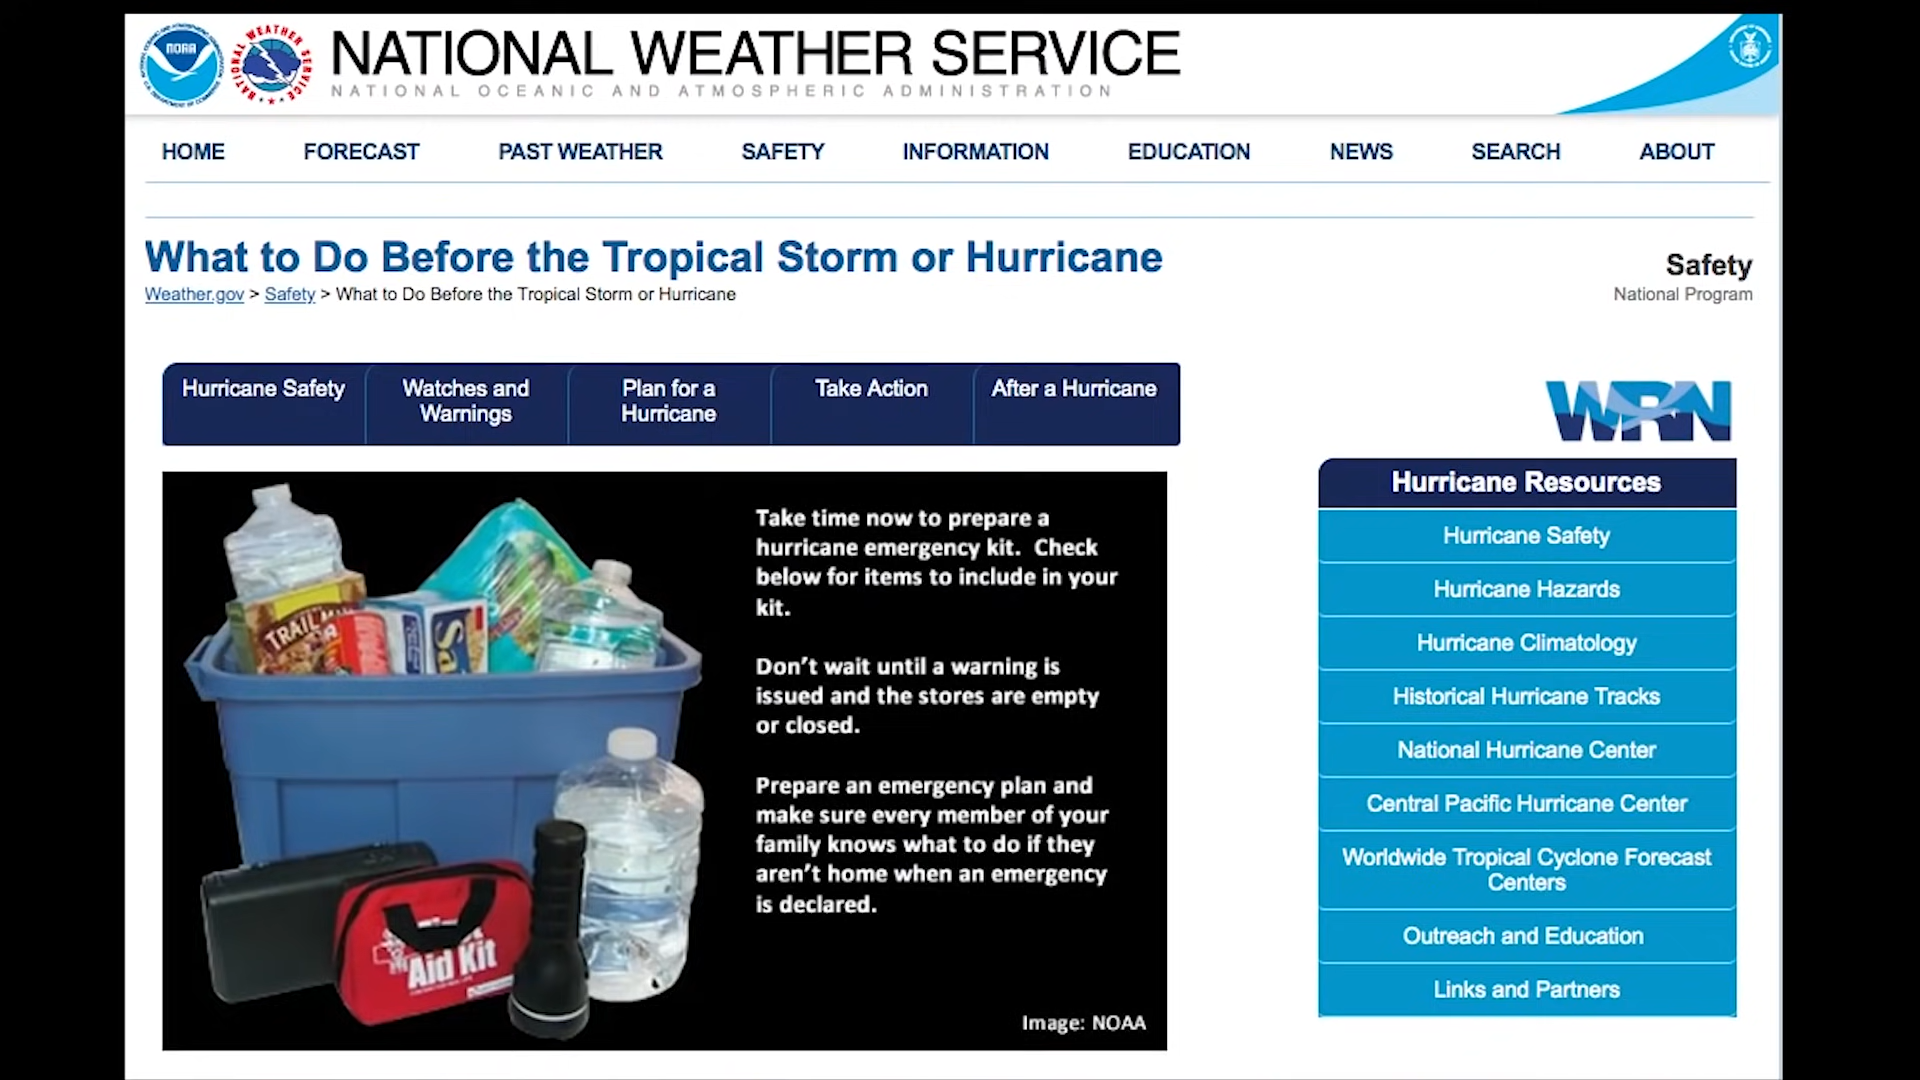 NOAA
NATIONAL WEATHER SERVICE
NATIONAL WEATHER SERVICE
NATIONAL OCEANIC AND ATMOSPHERIC ADMINISTRATION
HOME FORECAST PAST WEATHER SAFETY INFORMATION EDUCATION NEWS SEARCH ABOUT
What to Do Before the Tropical Storm or Hurricane
Weather.gov > Safety > What to Do Before the Tropical Storm or Hurricane
Safety
National Program
Hurricane Safety
Watches and
Warnings
Plan for a
Hurricane
Take Action
After a Hurricane
WRN
TRAIL
Aid Kit
Take time now to prepare a
hurricane emergency kit. Check
below for items to include in your
kit.
Don't wait until a warning is
issued and the stores are empty
or closed.
Prepare an emergency plan and
make sure every member of your
family knows what to do if they
aren't home when an emergency
is declared.
Image: NOAA
Hurricane Resources
Hurricane Safety
Hurricane Hazards
Hurricane Climatology
Historical Hurricane Tracks
National Hurricane Center
Central Pacific Hurricane Center
Worldwide Tropical Cyclone Forecast
Centers
Outreach and Education
Links and Partners